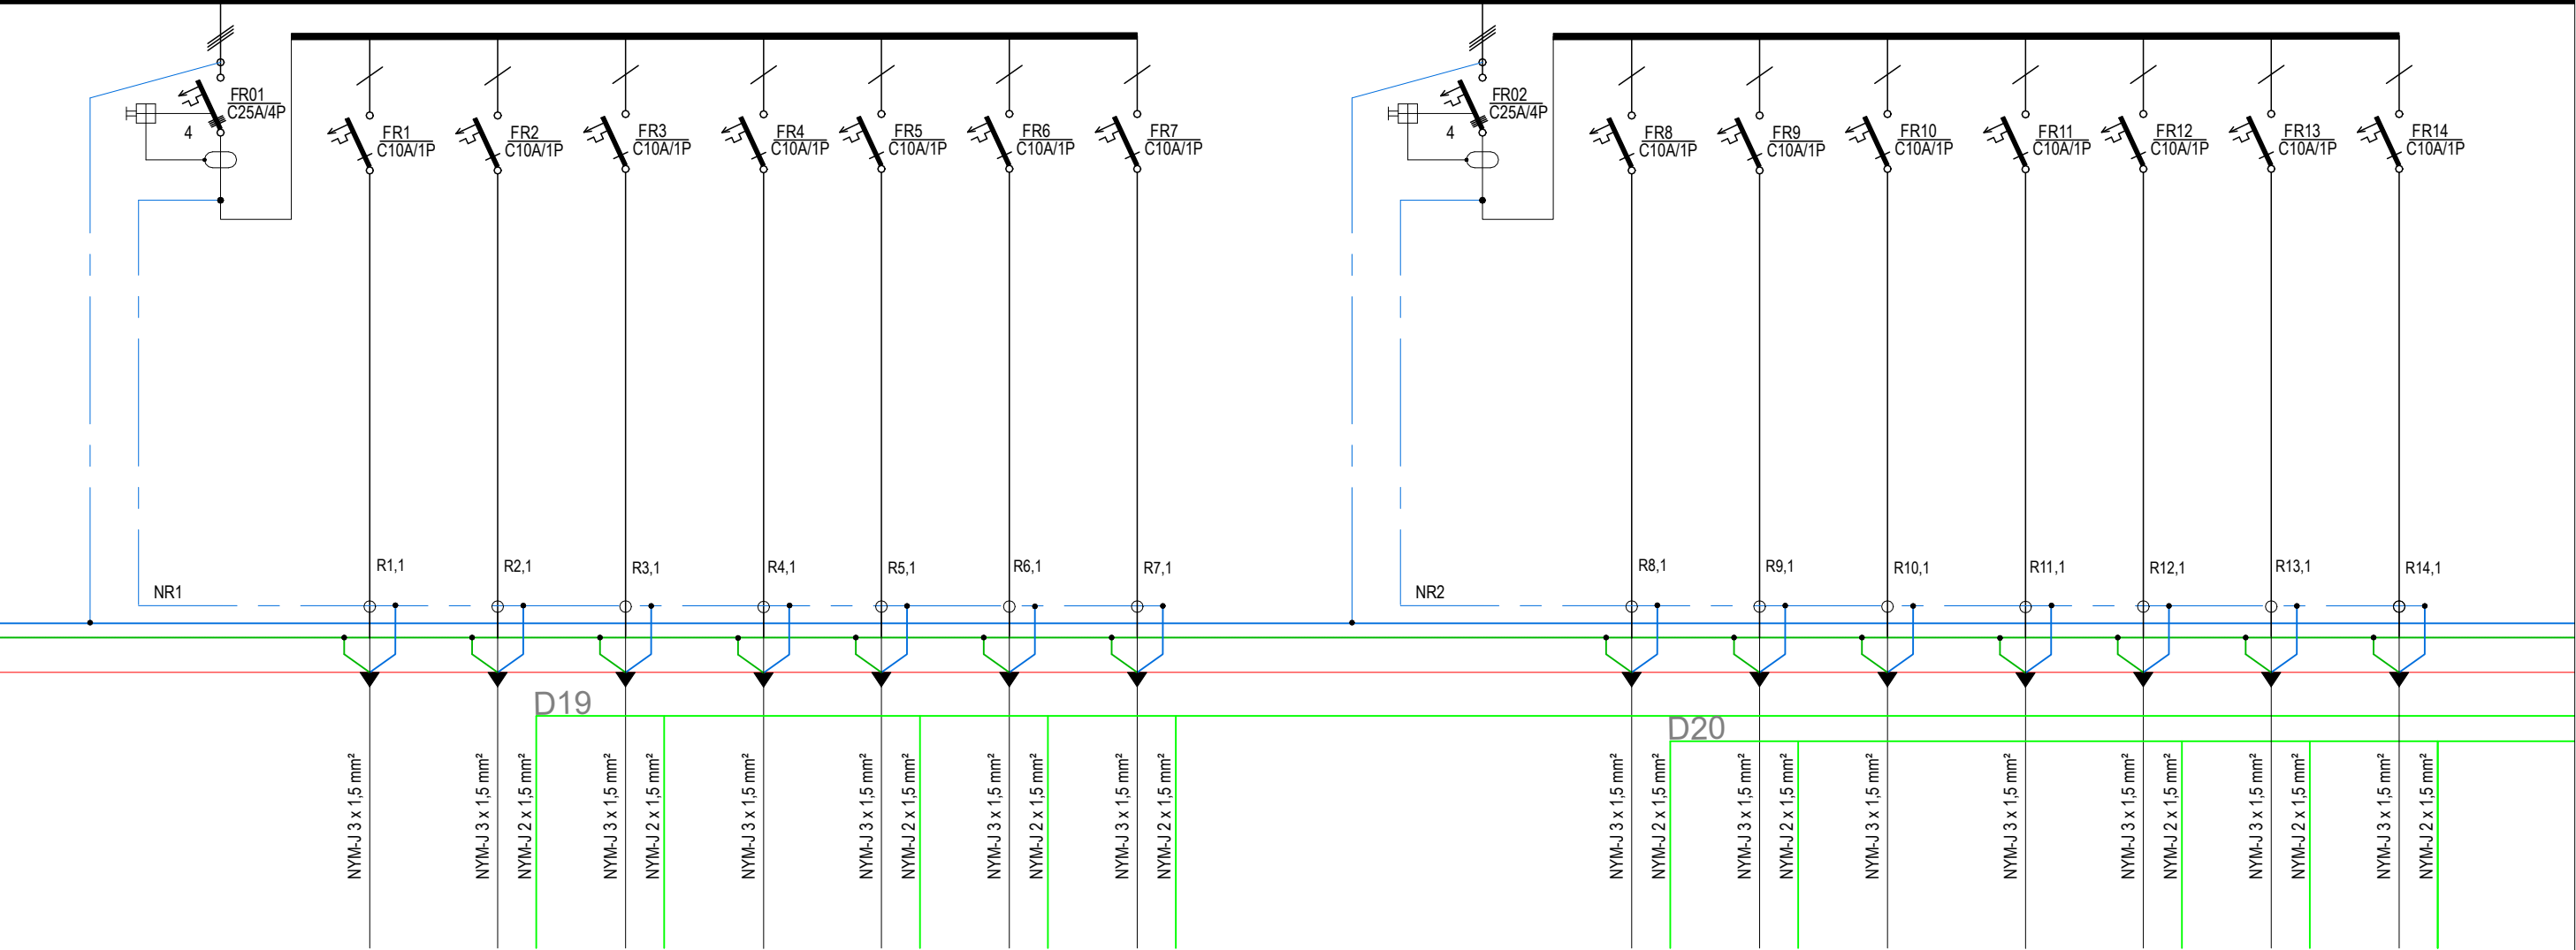 FR01
C25A/4P
4
FR1
C10A/1P
FR2
C10A/1P
FR3
C10A/1P
FR4
C10A/1P
FR5
C10A/1P
FR6
C10A/1P
FR7
C10A/1P
FR02
C25A/4P
4
FR8
C10A/1P
FR9
C10A/1P
FR10
C10A/1P
FR11
C10A/1P
FR12
C10A/1P
FR13
C10A/1P
FR14
C10A/1P
NR1
R1,1
R2,1
R3,1
R4,1
R5,1
R6,1
R7,1
NR2
R8,1
R9,1
R10,1
R11,1
R12,1
R13,1
R14,1
D19
D20
NYM-J 3 x 1,5 mm²
NYM-J 3 x 1,5 mm²
NYM-J 2 x 1,5 mm²
NYM-J 3 x 1,5 mm²
NYM-J 2 x 1,5 mm²
NYM-J 3 x 1,5 mm²
NYM-J 3 x 1,5 mm²
NYM-J 2 x 1,5 mm²
NYM-J 3 x 1,5 mm²
NYM-J 2 x 1,5 mm²
NYM-J 3 x 1,5 mm²
NYM-J 2 x 1,5 mm²
NYM-J 3 x 1,5 mm²
NYM-J 2 x 1,5 mm²
NYM-J 3 x 1,5 mm²
NYM-J 2 x 1,5 mm²
NYM-J 3 x 1,5 mm²
NYM-J 3 x 1,5 mm²
NYM-J 3 x 1,5 mm²
NYM-J 2 x 1,5 mm²
NYM-J 3 x 1,5 mm²
NYM-J 2 x 1,5 mm²
NYM-J 3 x 1,5 mm²
NYM-J 2 x 1,5 mm²